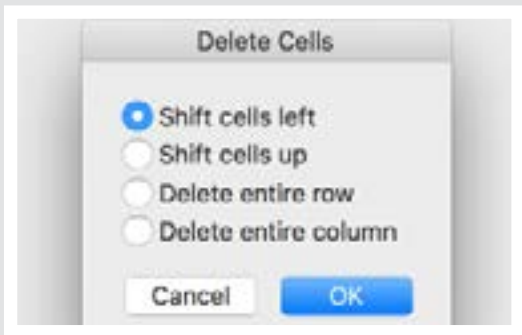 Delete Cells
Shift cells left
Shift cells up
Delete entire row
Delete entire column
Cancel OK